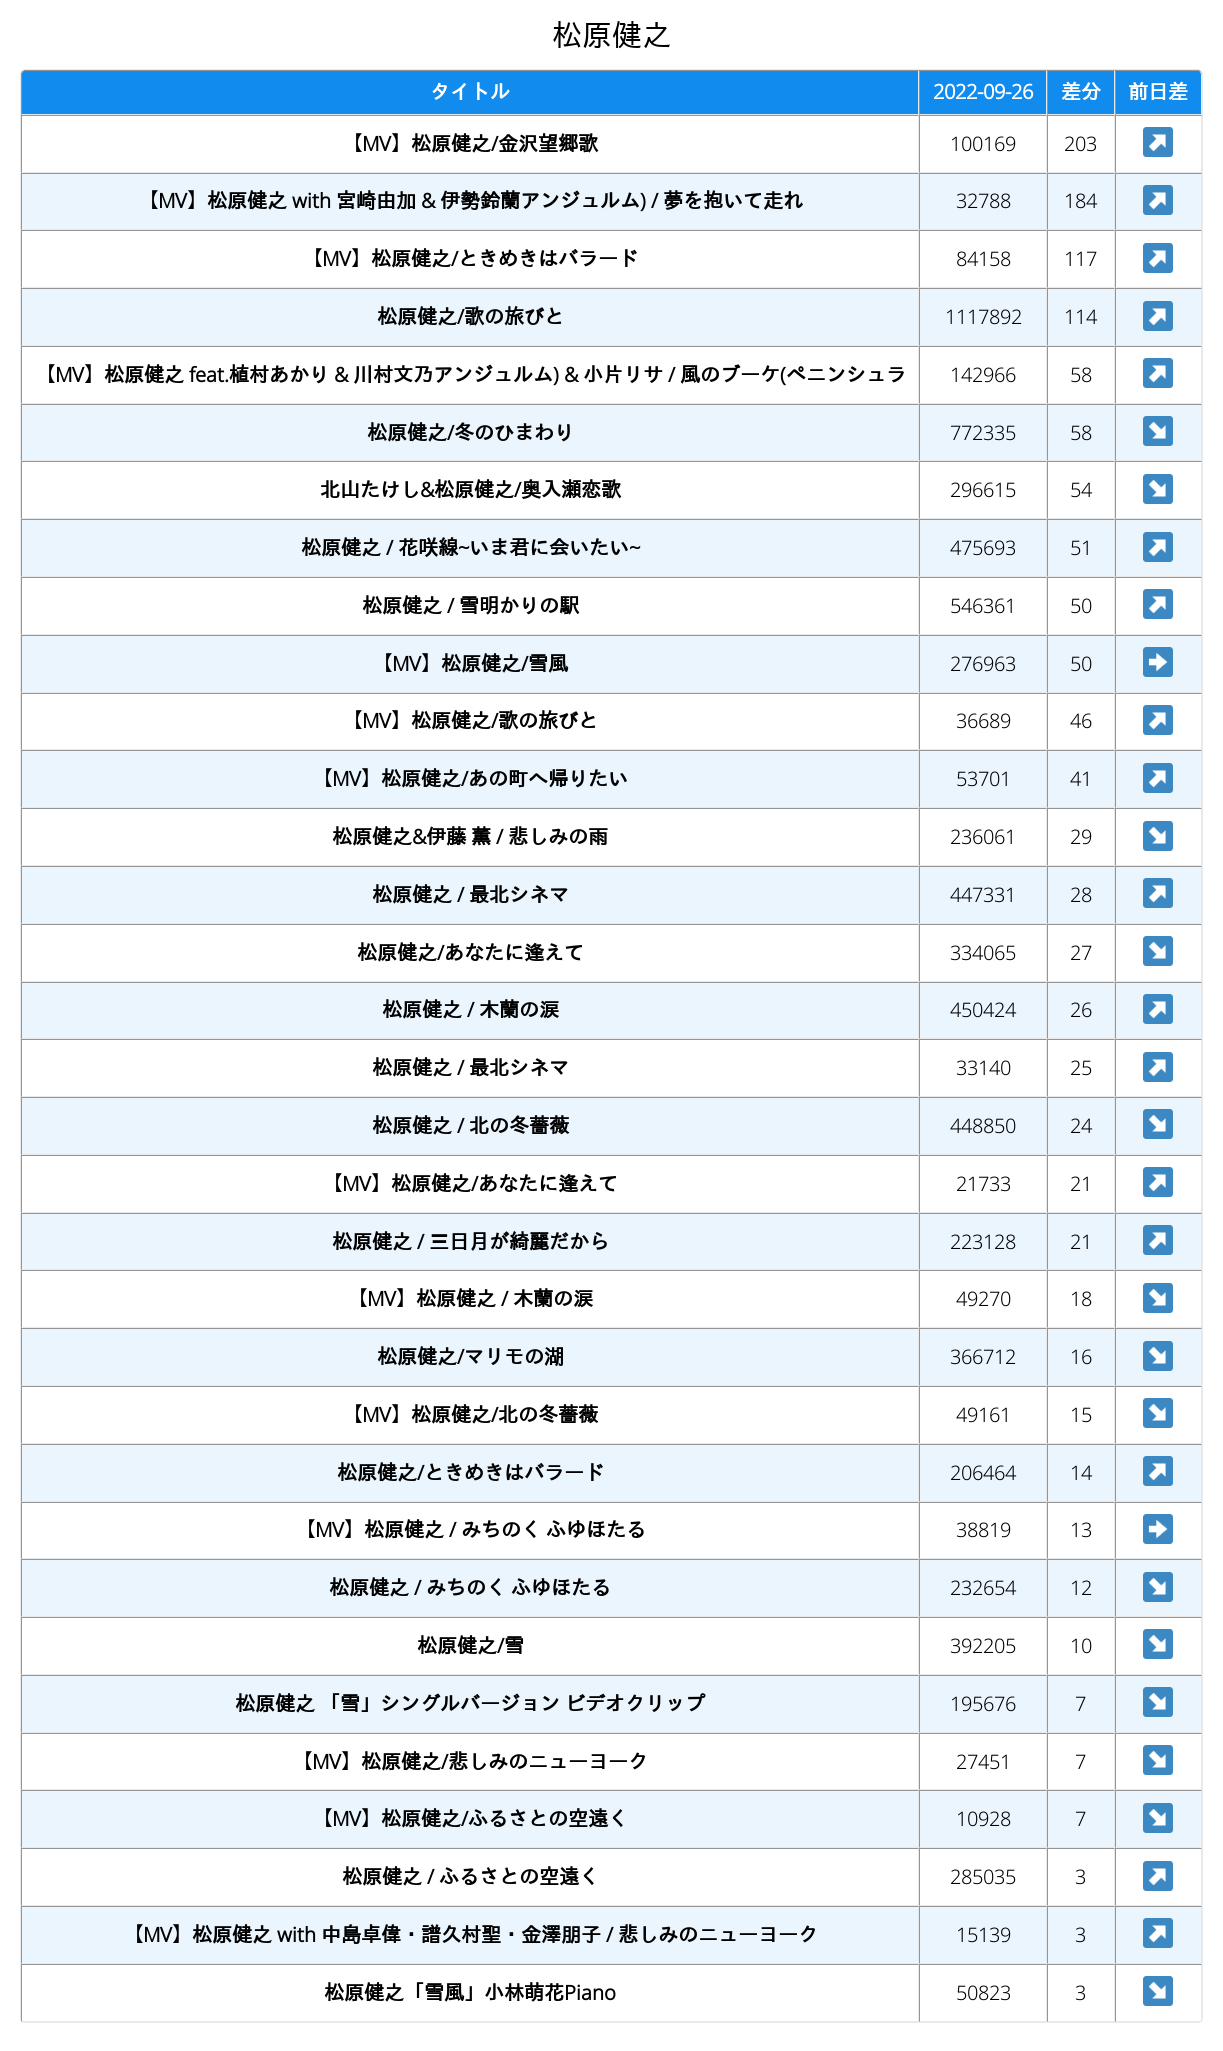 松原健之
タイトル 2022-09-26 差分 前日差
【MV】松原健之/金沢望郷歌 100169 203
【MV】松原健之 with 宮崎由加 & 伊勢鈴蘭アンジュルム) / 夢を抱いて走れ 32788 184
【MV】松原健之/ときめきはバラード 84158 117
松原健之/歌の旅びと 1117892 114
【MV】松原健之 feat.植村あかり & 川村文乃アンジュルム) & 小片リサ / 風のブーケ(ペニンシュラ 142966 58
松原健之/冬のひまわり 772335 58
北山たけし&松原健之/奥入瀬恋歌 296615 54
松原健之 / 花咲線~いま君に会いたい~ 475693 51
松原健之 / 雪明かりの駅 546361 50
【MV】松原健之/雪風 276963 50
【MV】松原健之/歌の旅びと 36689 46
【MV】松原健之/あの町へ帰りたい 53701 41
松原健之&伊藤 薫 / 悲しみの雨 236061 29
松原健之 / 最北シネマ 447331 28
松原健之/あなたに逢えて 334065 27
松原健之 / 木蘭の涙 450424 26
松原健之 / 最北シネマ 33140 25
松原健之 / 北の冬薔薇 448850 24
【MV】松原健之/あなたに逢えて 21733 21
松原健之 / 三日月が綺麗だから 223128 21
【MV】松原健之 / 木蘭の涙 49270 18
松原健之/マリモの湖 366712 16
【MV】松原健之/北の冬薔薇 49161 15
松原健之/ときめきはバラード 206464 14
【MV】松原健之 / みちのく ふゆほたる 38819 13
松原健之 / みちのく ふゆほたる 232654 12
松原健之/雪 392205 10
松原健之 「雪」シングルバージョン ビデオクリップ 195676 7
【MV】松原健之/悲しみのニューヨーク 27451 7
【MV】松原健之/ふるさとの空遠く 10928 7
松原健之 / ふるさとの空遠く 285035 3
【MV】松原健之 with 中島卓偉・譜久村聖・金澤朋子 / 悲しみのニューヨーク 15139 3
松原健之「雪風」小林萌花Piano 50823 3